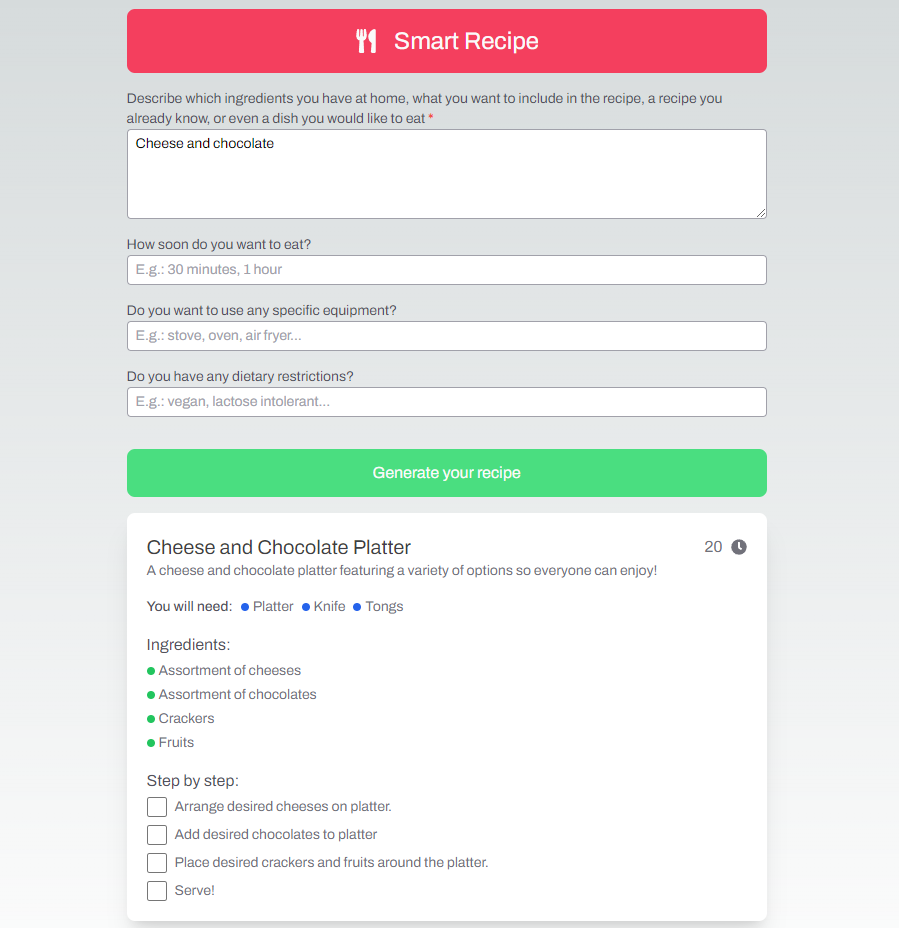 Smart Recipe
Describe which ingredients you have at home, what you want to include in the recipe, a recipe you
already know, or even a dish you would like to eat *
Cheese and chocolate
How soon do you want to eat?
E.g.: 30 minutes, 1 hour
Do you want to use any specific equipment?
E.g.: stove, oven, air fryer...
Do you have any dietary restrictions?
E.g.: vegan, lactose intolerant...
Generate your recipe
Cheese and Chocolate Platter 20
A cheese and chocolate platter featuring a variety of options so everyone can enjoy!
You will need: Platter Knife Tongs
Ingredients:
Assortment of cheeses
Assortment of chocolates
Crackers
Fruits
Step by step:
Arrange desired cheeses on platter.
Add desired chocolates to platter
Place desired crackers and fruits around the platter.
Serve!